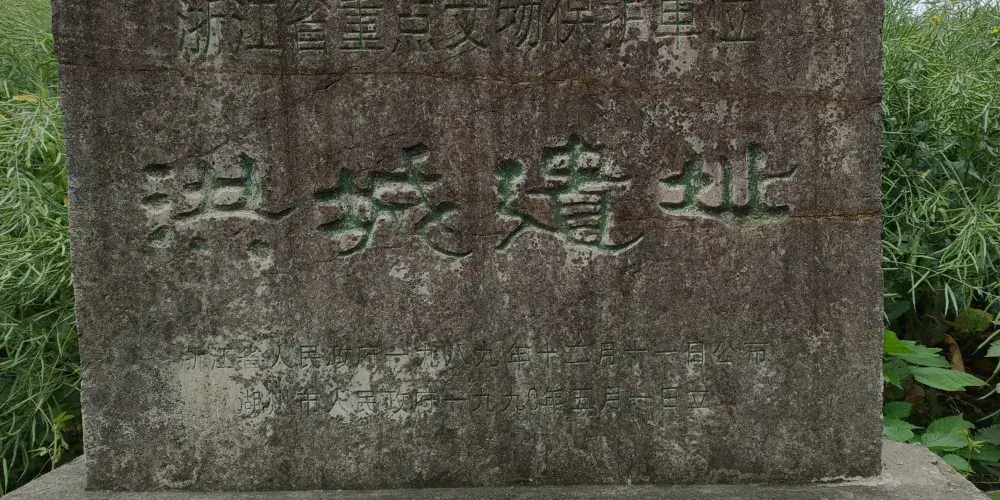 浙江省重点文物保护单位
洪城遗址
浙江省人民政府一九八九年十二月十二日公布
湖州市人民政府一九九0年五月一日立